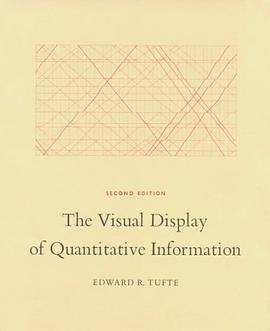 SECOND EDITION
The Visual Display
of Quantitative Information
EDWARD R. TUFTE